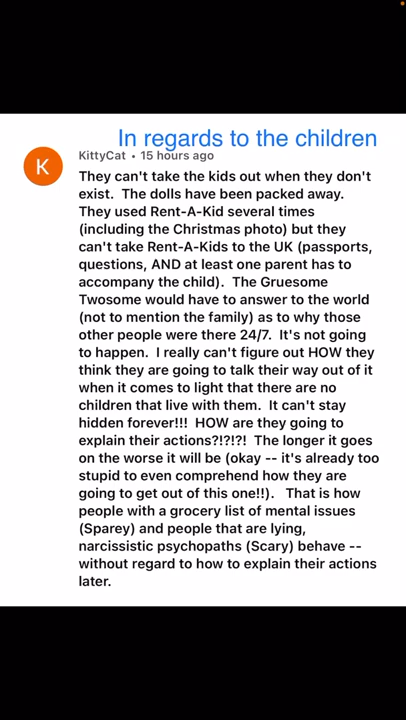 In regards to the children
K
KittyCat • 15 hours ago
They can't take the kids out when they don't
exist.  The dolls have been packed away.
They used Rent-A-Kid several times
(including the Christmas photo) but they
can't take Rent-A-Kids to the UK (passports,
questions, AND at least one parent has to
accompany the child).  The Gruesome
Twosome would have to answer to the world
(not to mention the family) as to why those
other people were there 24/7.  It's not going
to happen.  I really can't figure out HOW they
think they are going to talk their way out of it
when it comes to light that there are no
children that live with them.  It can't stay
hidden forever!!!  HOW are they going to
explain their actions?!?!?!  The longer it goes
on the worse it will be (okay -- it's already too
stupid to even comprehend how they are
going to get out of this one!!).   That is how
people with a grocery list of mental issues
(Sparey) and people that are lying,
narcissistic psychopaths (Scary) behave --
without regard to how to explain their actions
later.